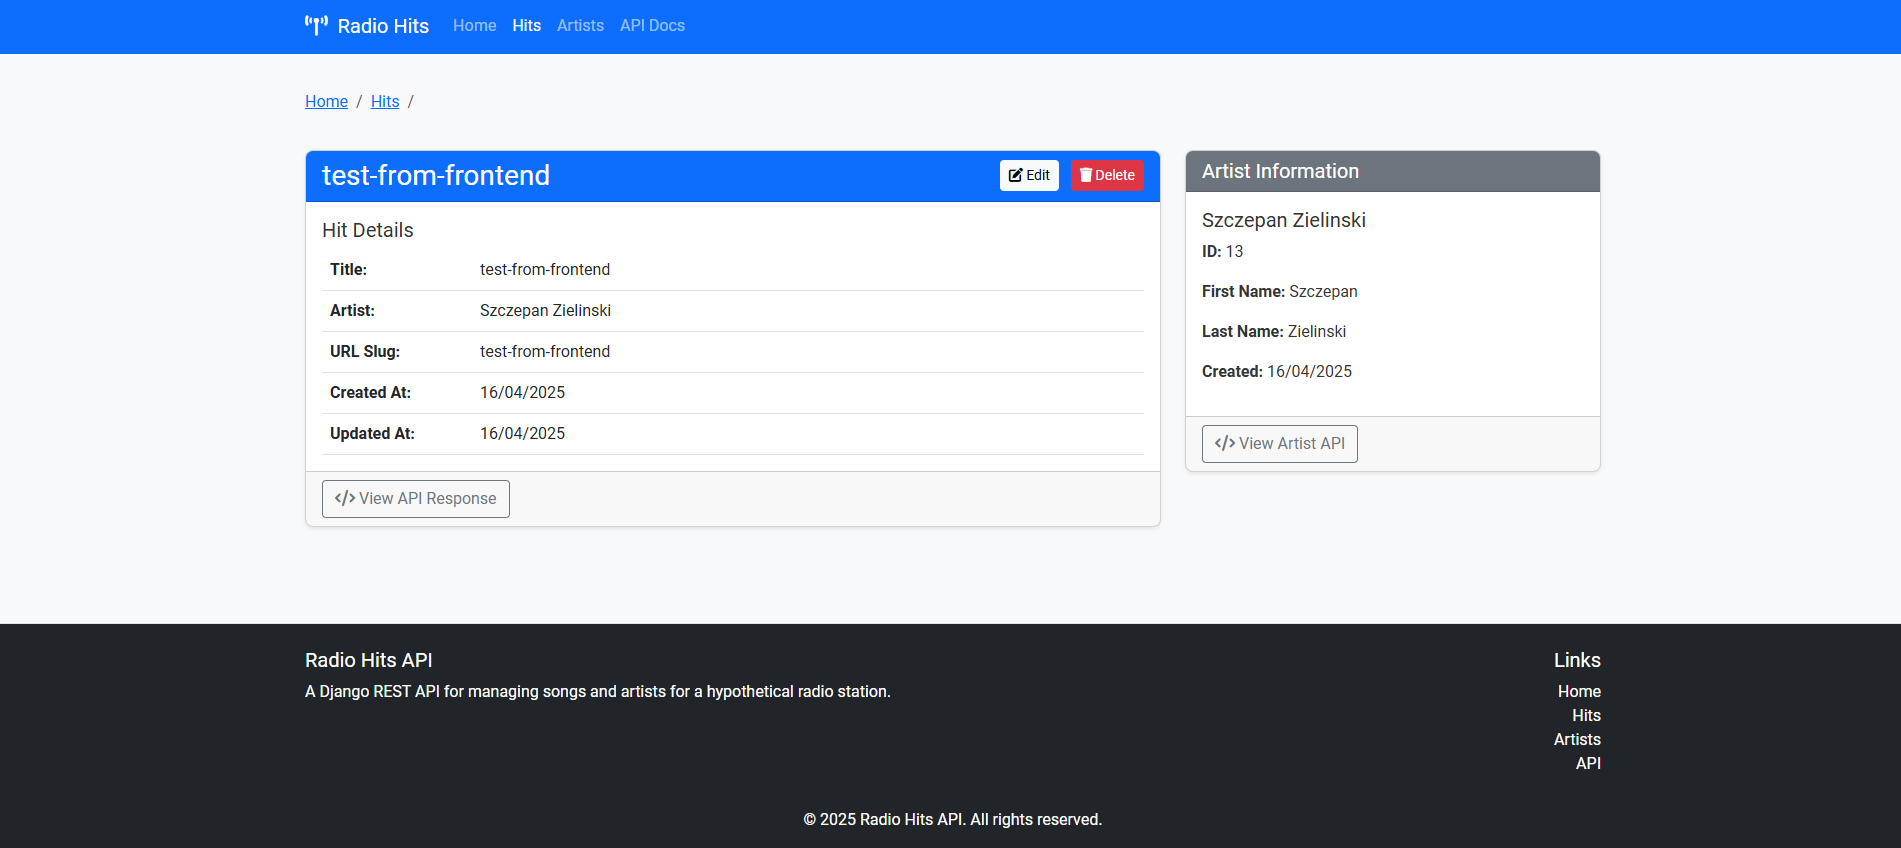 Radio Hits Home Hits Artists API Docs
Home / Hits /
test-from-frontend Edit Delete
Hit Details
Title: test-from-frontend
Artist: Szczepan Zielinski
URL Slug: test-from-frontend
Created At: 16/04/2025
Updated At: 16/04/2025
</> View API Response
Artist Information
Szczepan Zielinski
ID: 13
First Name: Szczepan
Last Name: Zielinski
Created: 16/04/2025
</> View Artist API
Radio Hits API
A Django REST API for managing songs and artists for a hypothetical radio station.
Links
Home
Hits
Artists
API
© 2025 Radio Hits API. All rights reserved.